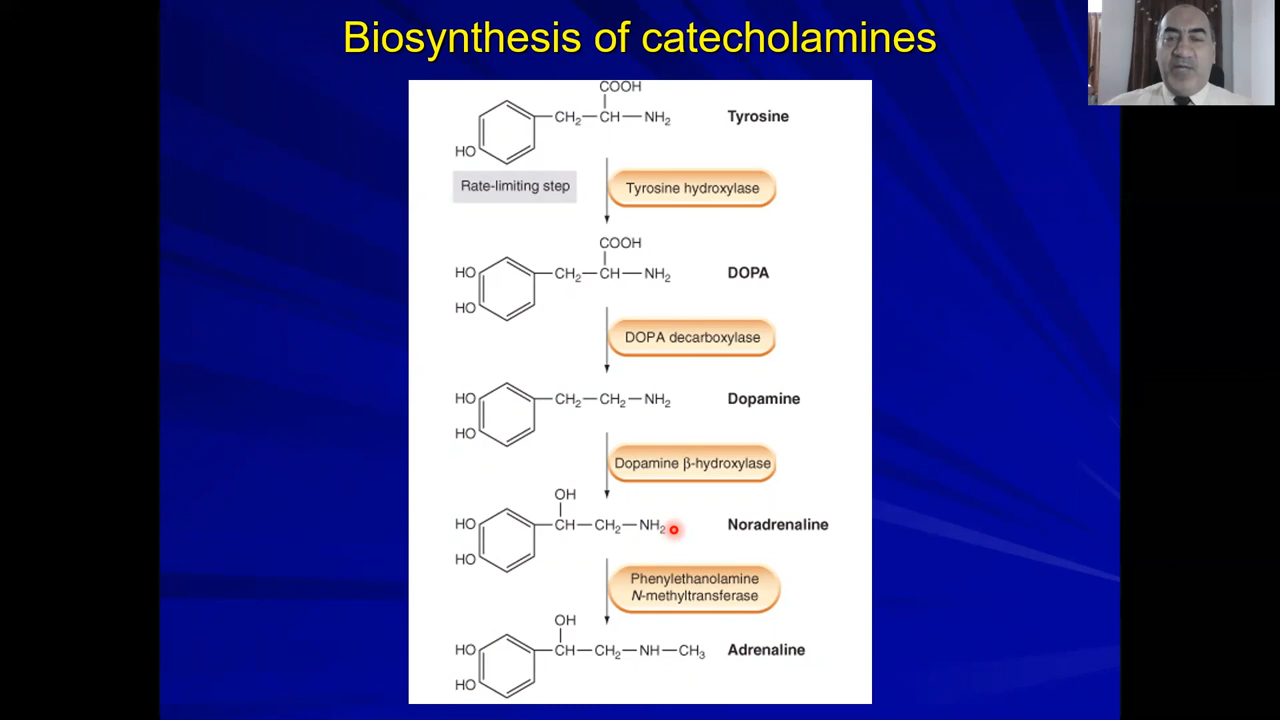 Biosynthesis of catecholamines
COOH
CH₂—CH—NH₂
Tyrosine
HO
Rate-limiting step
Tyrosine hydroxylase
COOH
HO
CH₂—CH—NH₂
DOPA
HO
DOPA decarboxylase
HO
CH₂—CH₂—NH₂
Dopamine
HO
Dopamine β-hydroxylase
OH
HO
CH—CH₂—NH₂
Noradrenaline
HO
Phenylethanolamine
N-methyltransferase
OH
HO
CH—CH₂—NH—CH₃
Adrenaline
HO